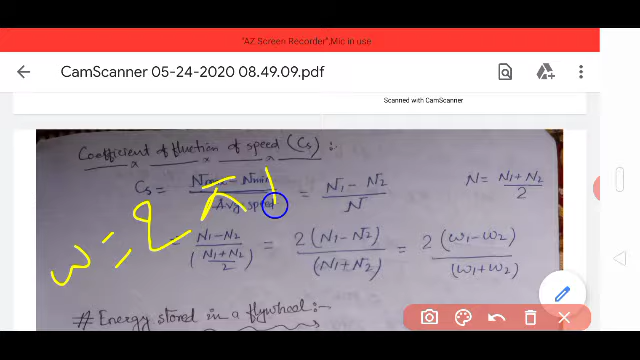 "AZ Screen Recorder",Mic in use
CamScanner 05-24-2020 08.49.09.pdf
Scanned with CamScanner
Coefficient of fluction of speed (Cs) :-
Cs = (Nmax - Nmin) / Avg speed = (N1 - N2) / N    N = (N1 + N2) / 2
= (N1 - N2) / ((N1 + N2) / 2) = 2 (N1 - N2) / (N1 + N2) = 2 (ω1 - ω2) / (ω1 + ω2)
ω = 2 π
# Energy stored in a flywheel :-